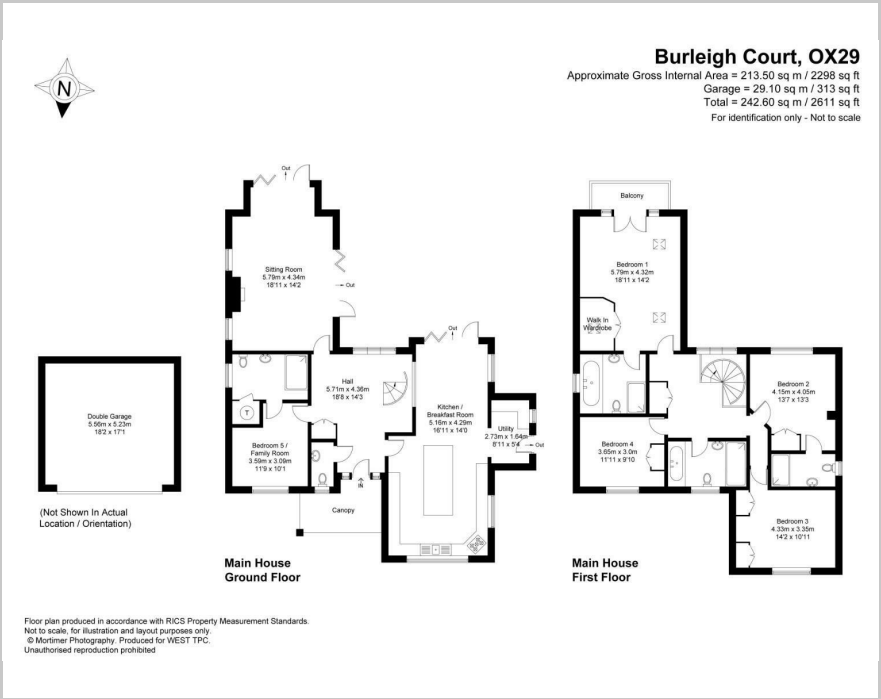 Burleigh Court, OX29
Approximate Gross Internal Area = 213.50 sq m / 2298 sq ft
Garage = 29.10 sq m / 313 sq ft
Total = 242.60 sq m / 2611 sq ft
For identification only - Not to scale
N
Out
Sitting Room
5.79m x 4.34m
18'11 x 14'2
Out
Out
Hall
5.71m x 4.36m
18'8 x 14'3
T
Kitchen /
Breakfast Room
5.16m x 4.29m
16'11 x 14'0
Utility
2.73m x 1.64m
8'11 x 5'4
Out
Bedroom 5 /
Family Room
3.59m x 3.09m
11'9 x 10'1
IN
Canopy
Main House
Ground Floor
Double Garage
5.56m x 5.23m
18'2 x 17'1
(Not Shown In Actual
Location / Orientation)
Balcony
Bedroom 1
5.79m x 4.32m
18'11 x 14'2
Walk In
Wardrobe
Bedroom 2
4.15m x 4.05m
13'7 x 13'3
Bedroom 4
3.65m x 3.0m
11'11 x 9'10
Bedroom 3
4.33m x 3.35m
14'2 x 10'11
Main House
First Floor
Floor plan produced in accordance with RICS Property Measurement Standards.
Not to scale, for illustration and layout purposes only.
© Mortimer Photography. Produced for WEST TPC.
Unauthorised reproduction prohibited